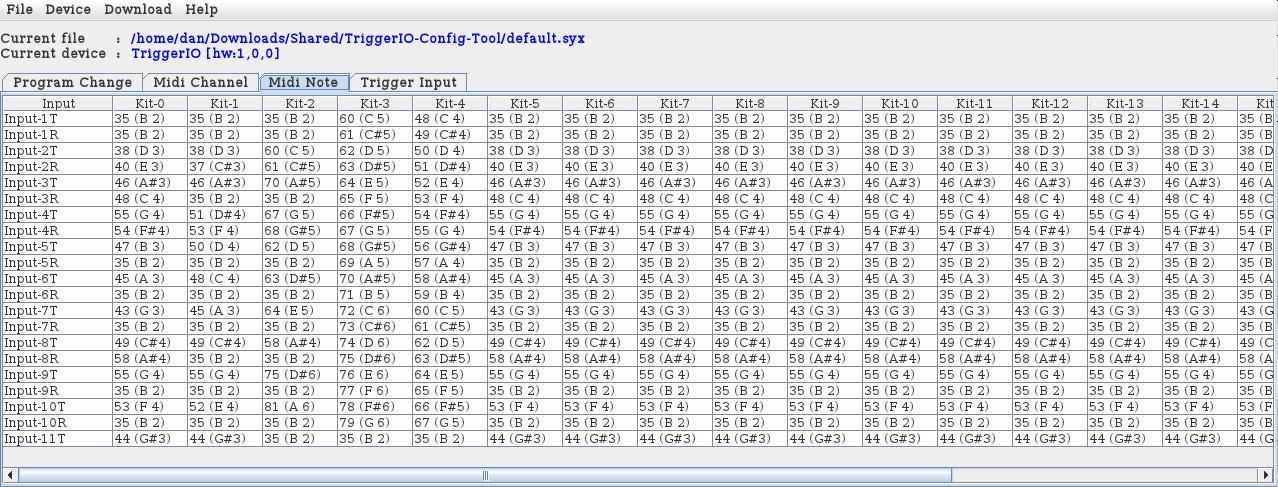 File Device Download Help
Current file : /home/dan/Downloads/Shared/TriggerIO-Config-Tool/default.syx
Current device : TriggerIO [hw:1,0,0]
Program Change Midi Channel Midi Note Trigger Input
Input Kit-0 Kit-1 Kit-2 Kit-3 Kit-4 Kit-5 Kit-6 Kit-7 Kit-8 Kit-9 Kit-10 Kit-11 Kit-12 Kit-13 Kit-14 Kit
Input-1T 35 (B 2) 35 (B 2) 35 (B 2) 60 (C 5) 48 (C 4) 35 (B 2) 35 (B 2) 35 (B 2) 35 (B 2) 35 (B 2) 35 (B 2) 35 (B 2) 35 (B 2) 35 (B 2) 35 (B 2) 35 (B
Input-1R 35 (B 2) 35 (B 2) 35 (B 2) 61 (C#5) 49 (C#4) 35 (B 2) 35 (B 2) 35 (B 2) 35 (B 2) 35 (B 2) 35 (B 2) 35 (B 2) 35 (B 2) 35 (B 2) 35 (B 2) 35 (B
Input-2T 38 (D 3) 38 (D 3) 60 (C 5) 62 (D 5) 50 (D 4) 38 (D 3) 38 (D 3) 38 (D 3) 38 (D 3) 38 (D 3) 38 (D 3) 38 (D 3) 38 (D 3) 38 (D 3) 38 (D 3) 38 (D
Input-2R 40 (E 3) 37 (C#3) 61 (C#5) 63 (D#5) 51 (D#4) 40 (E 3) 40 (E 3) 40 (E 3) 40 (E 3) 40 (E 3) 40 (E 3) 40 (E 3) 40 (E 3) 40 (E 3) 40 (E 3) 40 (E
Input-3T 46 (A#3) 46 (A#3) 70 (A#5) 64 (E 5) 52 (E 4) 46 (A#3) 46 (A#3) 46 (A#3) 46 (A#3) 46 (A#3) 46 (A#3) 46 (A#3) 46 (A#3) 46 (A#3) 46 (A#3) 46 (A
Input-3R 48 (C 4) 35 (B 2) 35 (B 2) 65 (F 5) 53 (F 4) 48 (C 4) 48 (C 4) 48 (C 4) 48 (C 4) 48 (C 4) 48 (C 4) 48 (C 4) 48 (C 4) 48 (C 4) 48 (C 4) 48 (C
Input-4T 55 (G 4) 51 (D#4) 67 (G 5) 66 (F#5) 54 (F#4) 55 (G 4) 55 (G 4) 55 (G 4) 55 (G 4) 55 (G 4) 55 (G 4) 55 (G 4) 55 (G 4) 55 (G 4) 55 (G 4) 55 (G
Input-4R 54 (F#4) 53 (F 4) 68 (G#5) 67 (G 5) 55 (G 4) 54 (F#4) 54 (F#4) 54 (F#4) 54 (F#4) 54 (F#4) 54 (F#4) 54 (F#4) 54 (F#4) 54 (F#4) 54 (F#4) 54 (F
Input-5T 47 (B 3) 50 (D 4) 62 (D 5) 68 (G#5) 56 (G#4) 47 (B 3) 47 (B 3) 47 (B 3) 47 (B 3) 47 (B 3) 47 (B 3) 47 (B 3) 47 (B 3) 47 (B 3) 47 (B 3) 47 (B
Input-5R 35 (B 2) 35 (B 2) 35 (B 2) 69 (A 5) 57 (A 4) 35 (B 2) 35 (B 2) 35 (B 2) 35 (B 2) 35 (B 2) 35 (B 2) 35 (B 2) 35 (B 2) 35 (B 2) 35 (B 2) 35 (B
Input-6T 45 (A 3) 48 (C 4) 63 (D#5) 70 (A#5) 58 (A#4) 45 (A 3) 45 (A 3) 45 (A 3) 45 (A 3) 45 (A 3) 45 (A 3) 45 (A 3) 45 (A 3) 45 (A 3) 45 (A 3) 45 (A
Input-6R 35 (B 2) 35 (B 2) 35 (B 2) 71 (B 5) 59 (B 4) 35 (B 2) 35 (B 2) 35 (B 2) 35 (B 2) 35 (B 2) 35 (B 2) 35 (B 2) 35 (B 2) 35 (B 2) 35 (B 2) 35 (B
Input-7T 43 (G 3) 45 (A 3) 64 (E 5) 72 (C 6) 60 (C 5) 43 (G 3) 43 (G 3) 43 (G 3) 43 (G 3) 43 (G 3) 43 (G 3) 43 (G 3) 43 (G 3) 43 (G 3) 43 (G 3) 43 (G
Input-7R 35 (B 2) 35 (B 2) 35 (B 2) 73 (C#6) 61 (C#5) 35 (B 2) 35 (B 2) 35 (B 2) 35 (B 2) 35 (B 2) 35 (B 2) 35 (B 2) 35 (B 2) 35 (B 2) 35 (B 2) 35 (B
Input-8T 49 (C#4) 49 (C#4) 58 (A#4) 74 (D 6) 62 (D 5) 49 (C#4) 49 (C#4) 49 (C#4) 49 (C#4) 49 (C#4) 49 (C#4) 49 (C#4) 49 (C#4) 49 (C#4) 49 (C#4) 49 (C
Input-8R 58 (A#4) 35 (B 2) 35 (B 2) 75 (D#6) 63 (D#5) 58 (A#4) 58 (A#4) 58 (A#4) 58 (A#4) 58 (A#4) 58 (A#4) 58 (A#4) 58 (A#4) 58 (A#4) 58 (A#4) 58 (A
Input-9T 55 (G 4) 55 (G 4) 75 (D#6) 76 (E 6) 64 (E 5) 55 (G 4) 55 (G 4) 55 (G 4) 55 (G 4) 55 (G 4) 55 (G 4) 55 (G 4) 55 (G 4) 55 (G 4) 55 (G 4) 55 (G
Input-9R 35 (B 2) 35 (B 2) 35 (B 2) 77 (F 6) 65 (F 5) 35 (B 2) 35 (B 2) 35 (B 2) 35 (B 2) 35 (B 2) 35 (B 2) 35 (B 2) 35 (B 2) 35 (B 2) 35 (B 2) 35 (B
Input-10T 53 (F 4) 52 (E 4) 81 (A 6) 78 (F#6) 66 (F#5) 53 (F 4) 53 (F 4) 53 (F 4) 53 (F 4) 53 (F 4) 53 (F 4) 53 (F 4) 53 (F 4) 53 (F 4) 53 (F 4) 53 (F
Input-10R 35 (B 2) 35 (B 2) 35 (B 2) 79 (G 6) 67 (G 5) 35 (B 2) 35 (B 2) 35 (B 2) 35 (B 2) 35 (B 2) 35 (B 2) 35 (B 2) 35 (B 2) 35 (B 2) 35 (B 2) 35 (B
Input-11T 44 (G#3) 44 (G#3) 35 (B 2) 35 (B 2) 35 (B 2) 44 (G#3) 44 (G#3) 44 (G#3) 44 (G#3) 44 (G#3) 44 (G#3) 44 (G#3) 44 (G#3) 44 (G#3) 44 (G#3) 44 (G